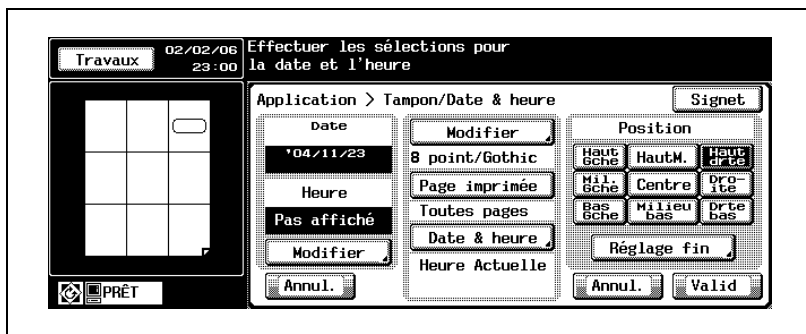 Travaux
02/02/06
23:00
Effectuer les sélections pour
la date et l'heure
Application > Tampon/Date & heure
Signet
Date
'04/11/23
Heure
Pas affiché
Modifier
Annul.
Modifier
8 point/Gothic
Page imprimée
Toutes pages
Date & heure
Heure Actuelle
Position
Haut
Gche
HautM.
Haut
drte
Mil.
Gche
Centre
Dro-
ite
Bas
Gche
Milieu
bas
Drte
bas
Réglage fin
Annul.
Valid
PRÊT